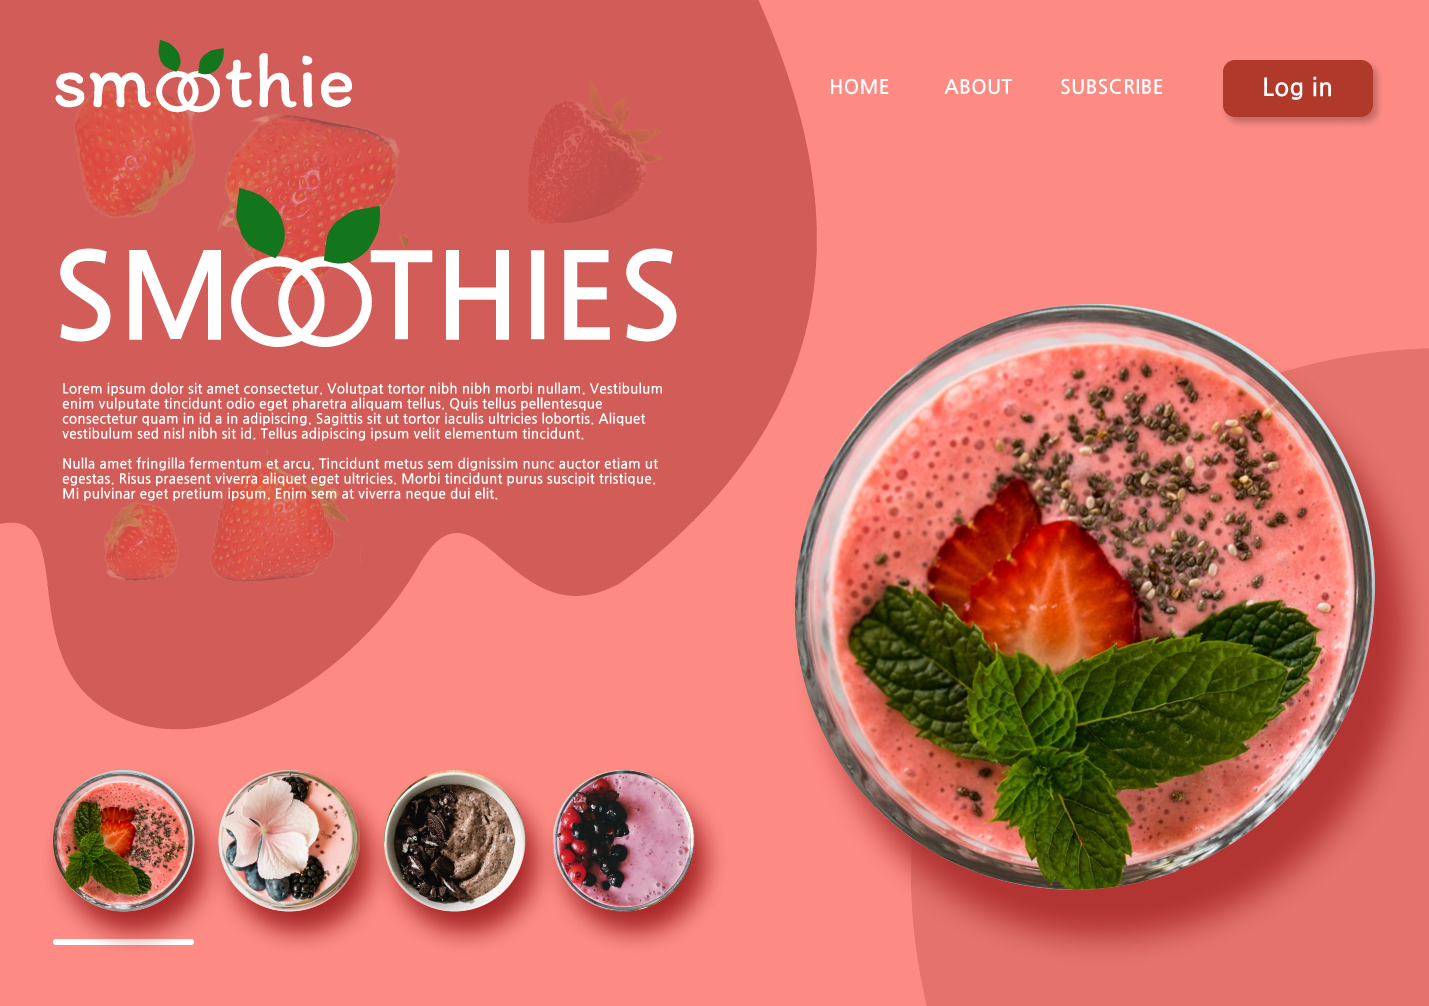 smoothie
HOME
ABOUT
SUBSCRIBE
Log in
SMOOTHIES
Lorem ipsum dolor sit amet consectetur. Volutpat tortor nibh nibh morbi nullam. Vestibulum
enim vulputate tincidunt odio eget pharetra aliquam tellus. Quis tellus pellentesque
consectetur quam in id a in adipiscing. Sagittis sit ut tortor iaculis ultricies lobortis. Aliquet
vestibulum sed nisl nibh sit id. Tellus adipiscing ipsum velit elementum tincidunt.
Nulla amet fringilla fermentum et arcu. Tincidunt metus sem dignissim nunc auctor etiam ut
egestas. Risus praesent viverra aliquet eget ultricies. Morbi tincidunt purus suscipit tristique.
Mi pulvinar eget pretium ipsum. Enim sem at viverra neque dui elit.